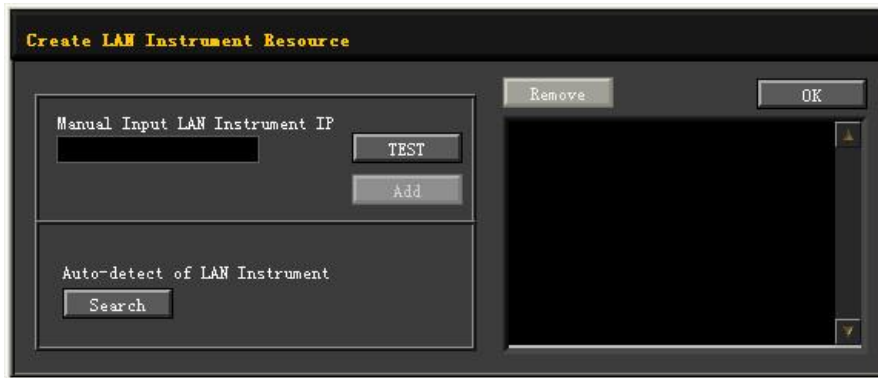 Create LAN Instrument Resource
Remove
OK
Manual Input LAN Instrument IP
TEST
Add
Auto-detect of LAN Instrument
Search